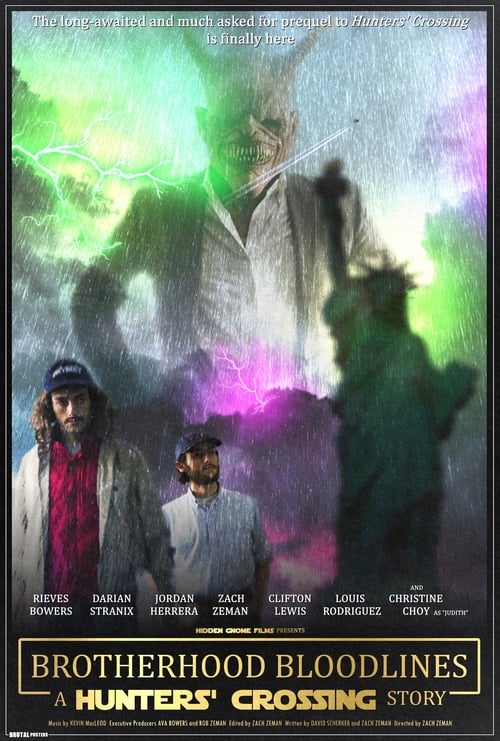 The long-awaited and much asked for prequel to Hunters' Crossing
is finally here
RIEVES BOWERS
DARIAN STRANIX
JORDAN HERRERA
ZACH ZEMAN
CLIFTON LEWIS
LOUIS RODRIGUEZ
AND CHRISTINE CHOY AS "JUDITH"
HIDDEN GNOME FILMS PRESENTS
BROTHERHOOD BLOODLINES
A HUNTERS' CROSSING STORY
Music by KEVIN MacLEOD Executive Producers AVA BOWERS and ROB ZEMAN Edited by ZACH ZEMAN Written by DAVID SCHERKER and ZACH ZEMAN Directed by ZACH ZEMAN
BRUTAL POSTERS